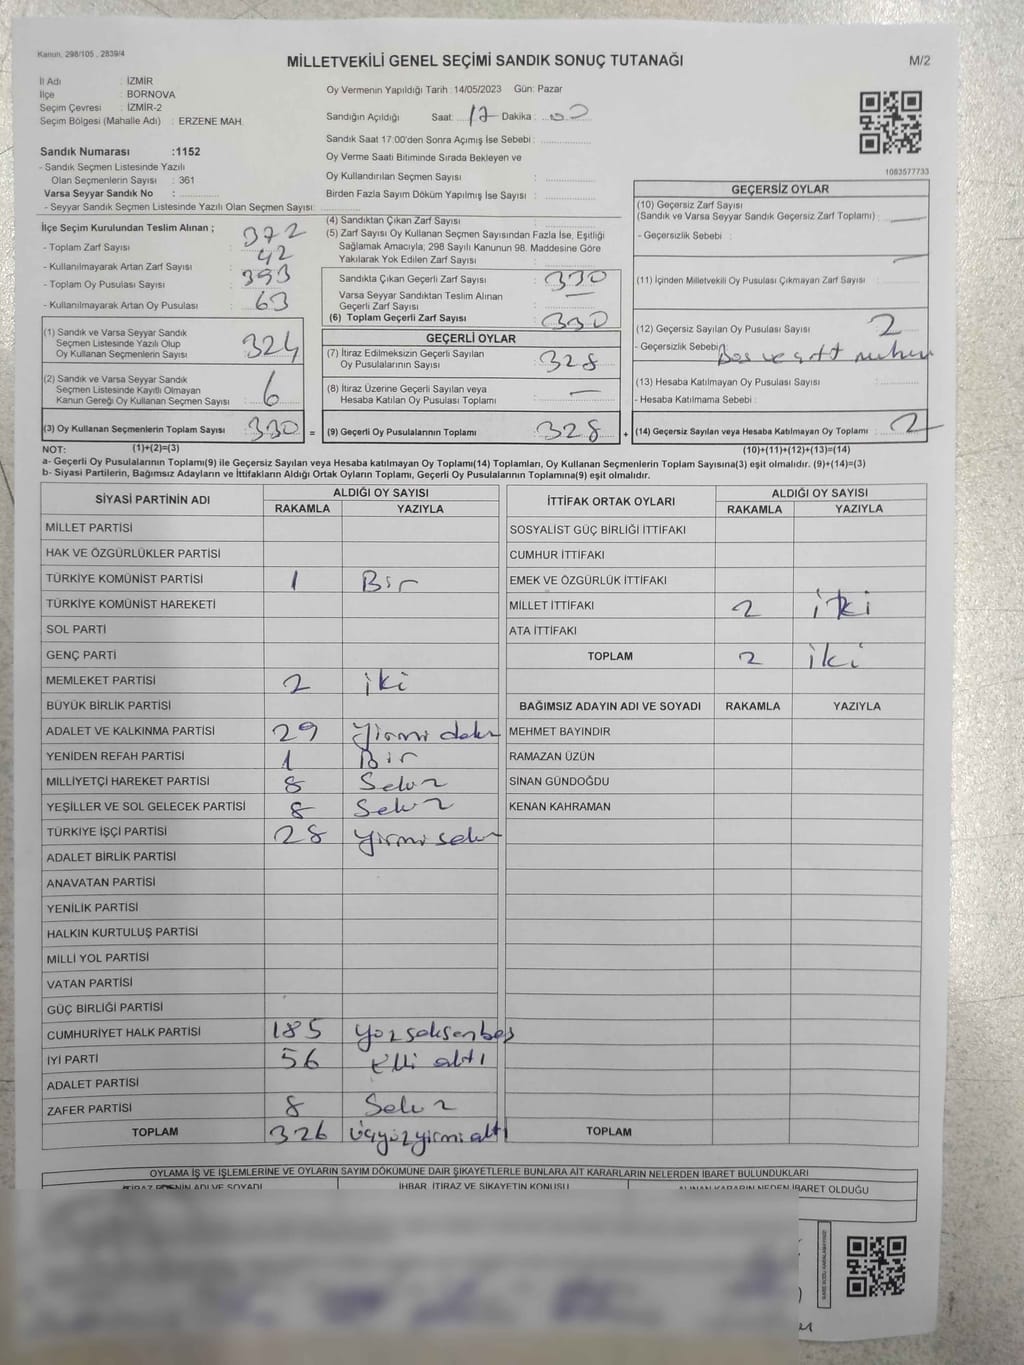 Kanun. 298/105 , 2839/4
MİLLETVEKİLİ GENEL SEÇİMİ SANDIK SONUÇ TUTANAĞI
M/2
İl Adı : İZMİR
İlçe : BORNOVA
Seçim Çevresi : İZMİR-2
Seçim Bölgesi (Mahalle Adı) : ERZENE MAH.
Sandık Numarası :1152
- Sandık Seçmen Listesinde Yazılı
Olan Seçmenlerin Sayısı : 361
Varsa Seyyar Sandık No :
- Seyyar Sandık Seçmen Listesinde Yazılı Olan Seçmen Sayısı:
Oy Vermenin Yapıldığı Tarih :14/05/2023 Gün: Pazar
Sandığın Açıldığı Saat: 17 Dakika : 00
Sandık Saat 17:00'den Sonra Açımış İse Sebebi :
Oy Verme Saati Bitiminde Sırada Bekleyen ve
Oy Kullandırılan Seçmen Sayısı :
Birden Fazla Sayım Döküm Yapılmış İse Sayısı :
1083577733
İlçe Seçim Kurulundan Teslim Alınan ;
- Toplam Zarf Sayısı : 372
- Kullanılmayarak Artan Zarf Sayısı : 42
- Toplam Oy Pusulası Sayısı : 393
- Kullanılmayarak Artan Oy Pusulası : 63
(1) Sandık ve Varsa Seyyar Sandık
Seçmen Listesinde Yazılı Olup
Oy Kullanan Seçmenlerin Sayısı : 324
(2) Sandık ve Varsa Seyyar Sandık
Seçmen Listesinde Kayıtlı Olmayan
Kanun Gereği Oy Kullanan Seçmen Sayısı : 6
(3) Oy Kullanan Seçmenlerin Toplam Sayısı : 330
(4) Sandıktan Çıkan Zarf Sayısı :
(5) Zarf Sayısı Oy Kullanan Seçmen Sayısından Fazla İse, Eşitliği
Sağlamak Amacıyla; 298 Sayılı Kanunun 98. Maddesine Göre
Yakılarak Yok Edilen Zarf Sayısı :
Sandıkta Çıkan Geçerli Zarf Sayısı : 330
Varsa Seyyar Sandıktan Teslim Alınan
Geçerli Zarf Sayısı : —
(6) Toplam Geçerli Zarf Sayısı : 330
GEÇERLİ OYLAR
(7) İtiraz Edilmeksizin Geçerli Sayılan
Oy Pusulalarının Sayısı : 328
(8) İtiraz Üzerine Geçerli Sayılan veya
Hesaba Katılan Oy Pusulası Toplamı : —
= (9) Geçerli Oy Pusulalarının Toplamı : 328
GEÇERSİZ OYLAR
(10) Geçersiz Zarf Sayısı
(Sandık ve Varsa Seyyar Sandık Geçersiz Zarf Toplamı) : —
- Geçersizlik Sebebi : —
(11) İçinden Milletvekili Oy Pusulası Çıkmayan Zarf Sayısı :
(12) Geçersiz Sayılan Oy Pusulası Sayısı : 2
- Geçersizlik Sebebi:
(13) Hesaba Katılmayan Oy Pusulası Sayısı :
- Hesaba Katılmama Sebebi :
+ (14) Geçersiz Sayılan veya Hesaba Katılmayan Oy Toplamı : 2
NOT: (1)+(2)=(3) (10)+(11)+(12)+(13)=(14)
a- Geçerli Oy Pusulalarının Toplamı(9) ile Geçersiz Sayılan veya Hesaba katılmayan Oy Toplamı(14) Toplamları, Oy Kullanan Seçmenlerin Toplam Sayısına(3) eşit olmalıdır. (9)+(14)=(3)
b- Siyasi Partilerin, Bağımsız Adayların ve İttifakların Aldığı Ortak Oyların Toplamı, Geçerli Oy Pusulalarının Toplamına(9) eşit olmalıdır.
SİYASİ PARTİNİN ADI ALDIĞI OY SAYISI
RAKAMLA YAZIYLA
MİLLET PARTİSİ
HAK VE ÖZGÜRLÜKLER PARTİSİ
TÜRKİYE KOMÜNİST PARTİSİ 1 Bir
TÜRKİYE KOMÜNİST HAREKETİ
SOL PARTİ
GENÇ PARTİ
MEMLEKET PARTİSİ 2 iki
BÜYÜK BİRLİK PARTİSİ
ADALET VE KALKINMA PARTİSİ 29 Yirmi dokuz
YENİDEN REFAH PARTİSİ 1 Bir
MİLLİYETÇİ HAREKET PARTİSİ 8 Sekiz
YEŞİLLER VE SOL GELECEK PARTİSİ 8 Sekiz
TÜRKİYE İŞÇİ PARTİSİ 28 Yirmi sekiz
ADALET BİRLİK PARTİSİ
ANAVATAN PARTİSİ
YENİLİK PARTİSİ
HALKIN KURTULUŞ PARTİSİ
MİLLİ YOL PARTİSİ
VATAN PARTİSİ
GÜÇ BİRLİĞİ PARTİSİ
CUMHURİYET HALK PARTİSİ 185 Yüzseksenbeş
İYİ PARTİ 56 Elli altı
ADALET PARTİSİ
ZAFER PARTİSİ 8 Sekiz
TOPLAM 326 üçyüzyirmialtı
İTTİFAK ORTAK OYLARI ALDIĞI OY SAYISI
RAKAMLA YAZIYLA
SOSYALİST GÜÇ BİRLİĞİ İTTİFAKI
CUMHUR İTTİFAKI
EMEK VE ÖZGÜRLÜK İTTİFAKI
MİLLET İTTİFAKI 2 iki
ATA İTTİFAKI
TOPLAM 2 iki
BAĞIMSIZ ADAYIN ADI VE SOYADI RAKAMLA YAZIYLA
MEHMET BAYINDIR
RAMAZAN ÜZÜN
SİNAN GÜNDOĞDU
KENAN KAHRAMAN
TOPLAM
OYLAMA İŞ VE İŞLEMLERİNE VE OYLARIN SAYIM DÖKÜMÜNE DAİR ŞİKAYETLERLE BUNLARA AİT KARARLARIN NELERDEN İBARET BULUNDUKLARI
İTİRAZ EDENİN ADI VE SOYADI İHBAR, İTİRAZ VE ŞİKAYETİN KONUSU ALINAN KARARIN NEDEN İBARET OLDUĞU